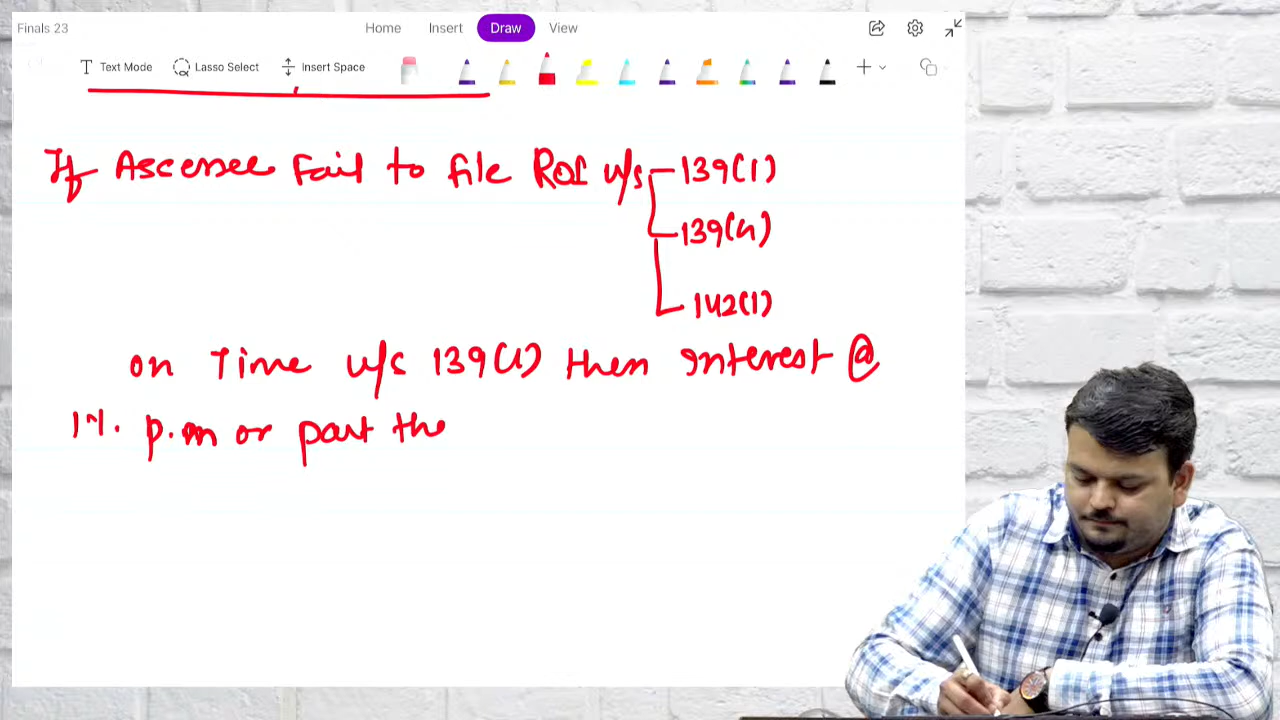 Finals 23
Home Insert Draw View
Text Mode Lasso Select Insert Space
If Ascesee Fail to file ROI u/s 139(1)
139(4)
142(1)
on Time u/s 139(1) then interest @
1%. p.m or part the